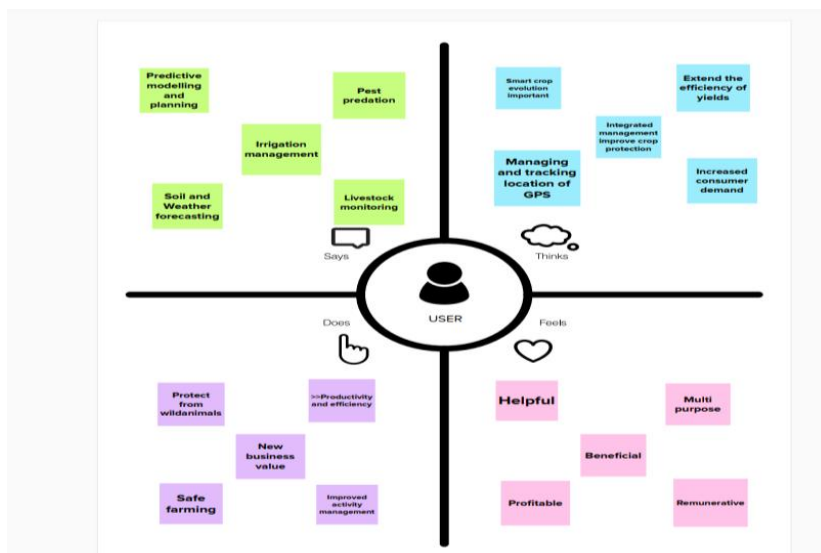 Predictive
modelling
and
planning
Pest
predation
Irrigation
management
Soil and
Weather
forecasting
Livestock
monitoring
Says
Smart crop
evolution
important
Extend the
efficiency of
yields
Integrated
management
improve crop
protection
Managing
and tracking
location of
GPS
Increased
consumer
demand
Thinks
USER
Does
Protect
from
wildanimals
>>Productivity
and efficiency
New
business
value
Safe
farming
Improved
activity
management
Feels
Helpful
Multi
purpose
Beneficial
Profitable
Remunerative